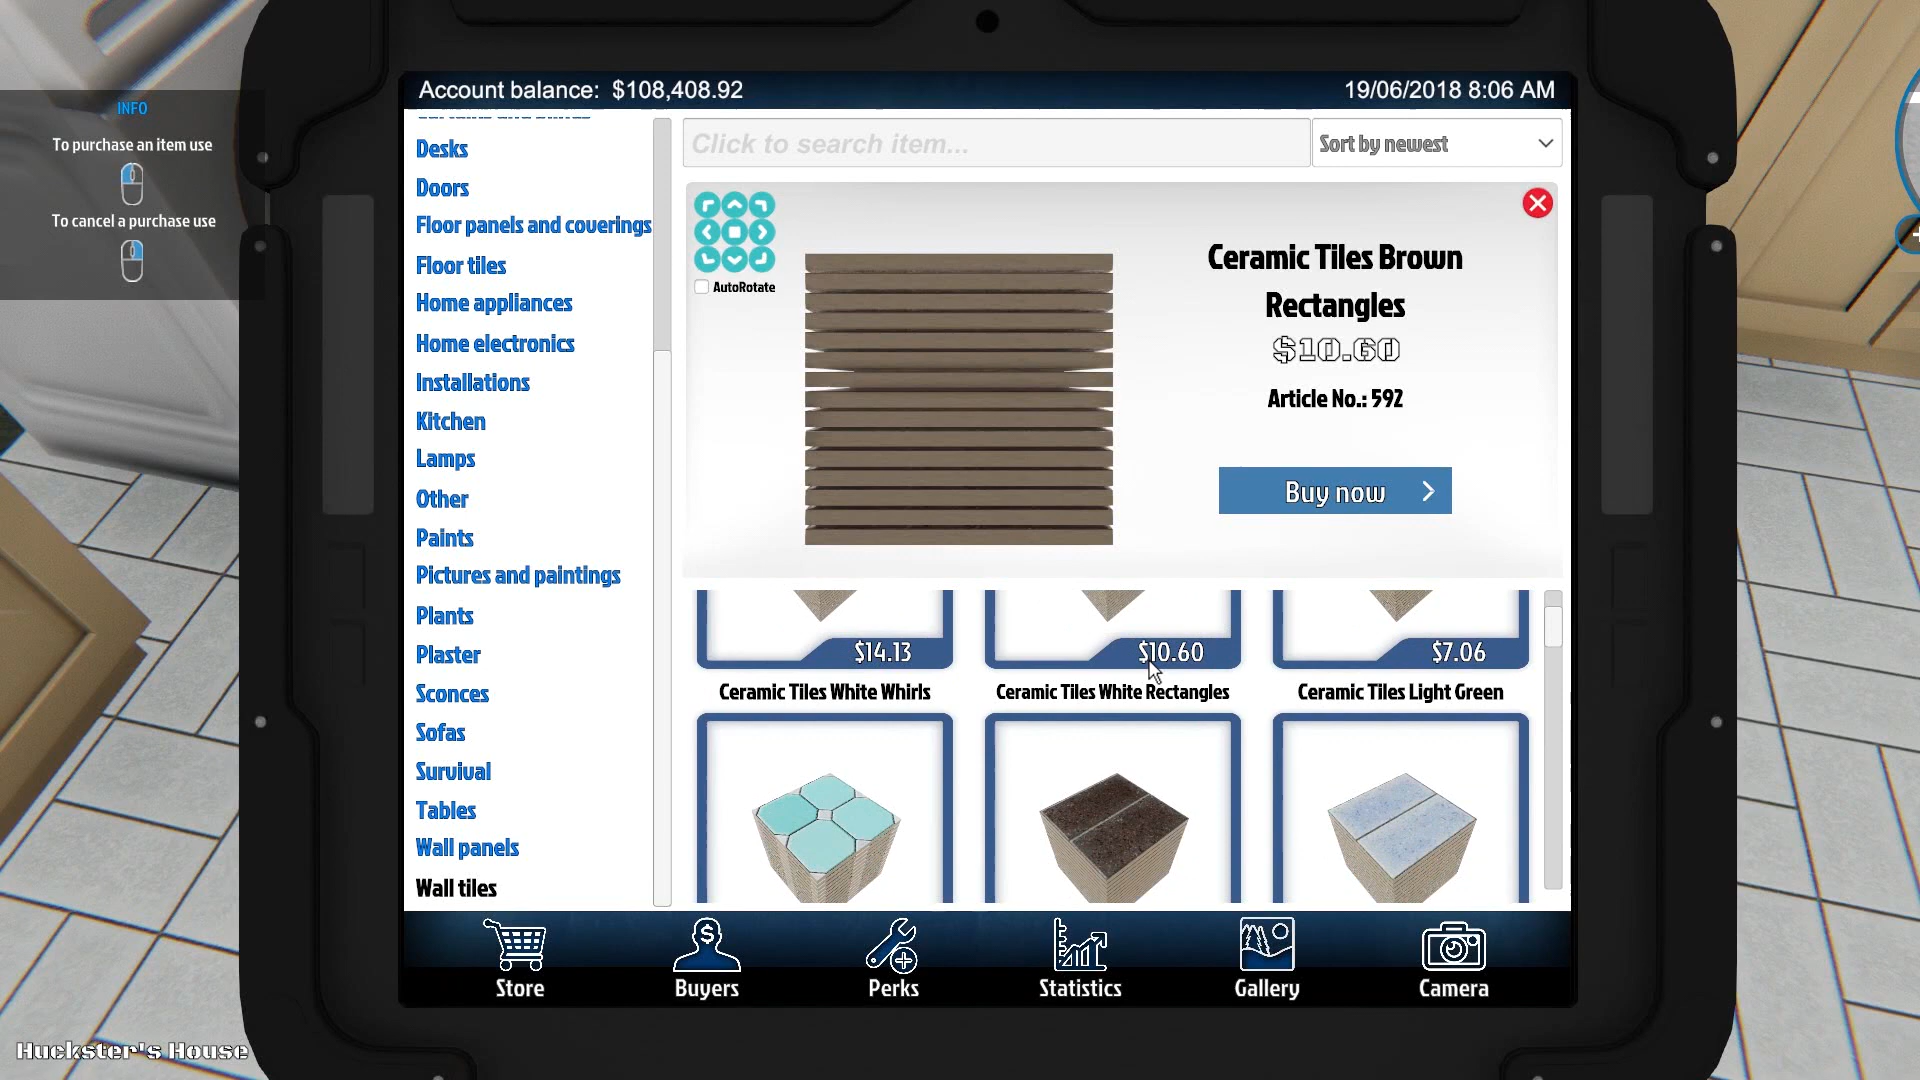 Account balance: $108,408.92
19/06/2018 8:06 AM
INFO
To purchase an item use
To cancel a purchase use
Desks
Doors
Floor panels and coverings
Floor tiles
Home appliances
Home electronics
Installations
Kitchen
Lamps
Other
Paints
Pictures and paintings
Plants
Plaster
Sconces
Sofas
Survival
Tables
Wall panels
Wall tiles
Click to search item...
Sort by newest
AutoRotate
Ceramic Tiles Brown
Rectangles
$10.60
Article No.: 592
Buy now
$14.13
$10.60
$7.06
Ceramic Tiles White Whirls
Ceramic Tiles White Rectangles
Ceramic Tiles Light Green
Store
Buyers
Perks
Statistics
Gallery
Camera
Huckster's House